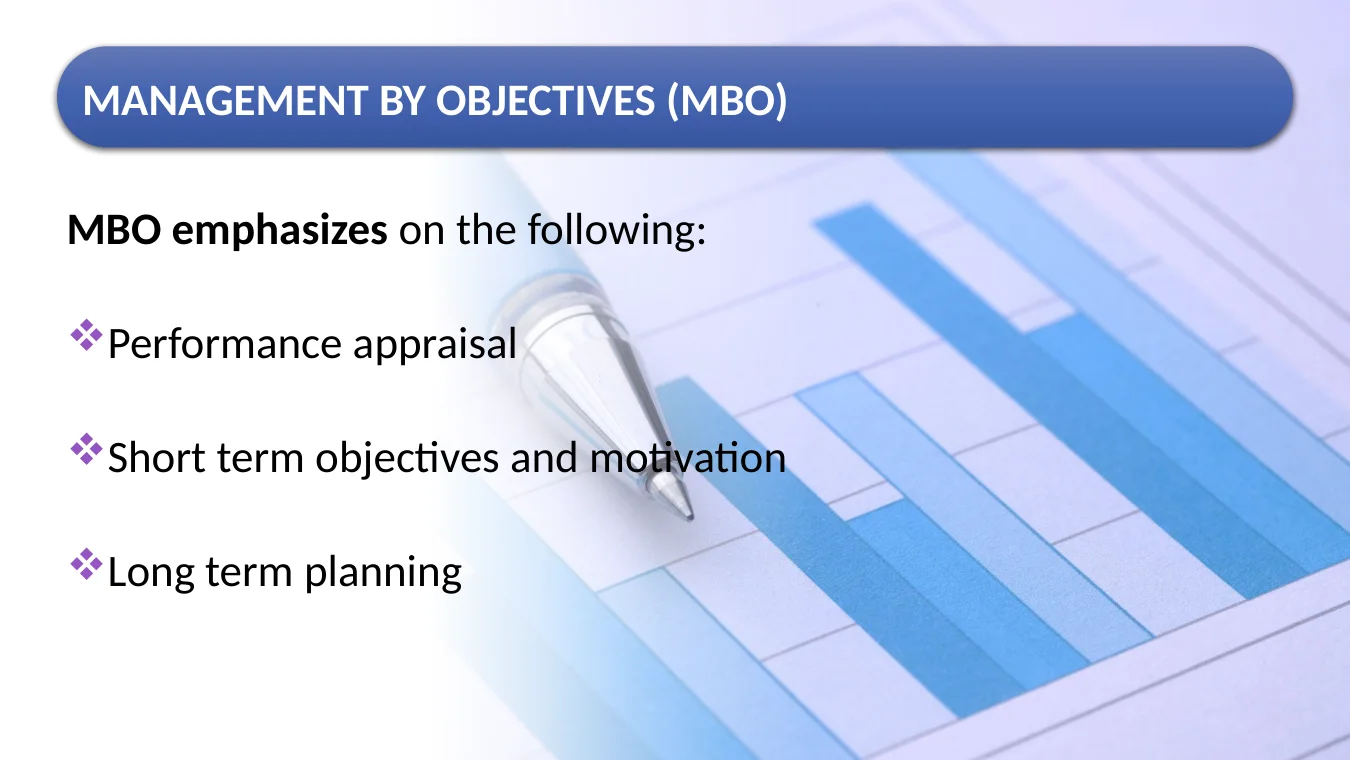 MANAGEMENT BY OBJECTIVES (MBO)
MBO emphasizes on the following:
❖Performance appraisal
❖Short term objectives and motivation
❖Long term planning